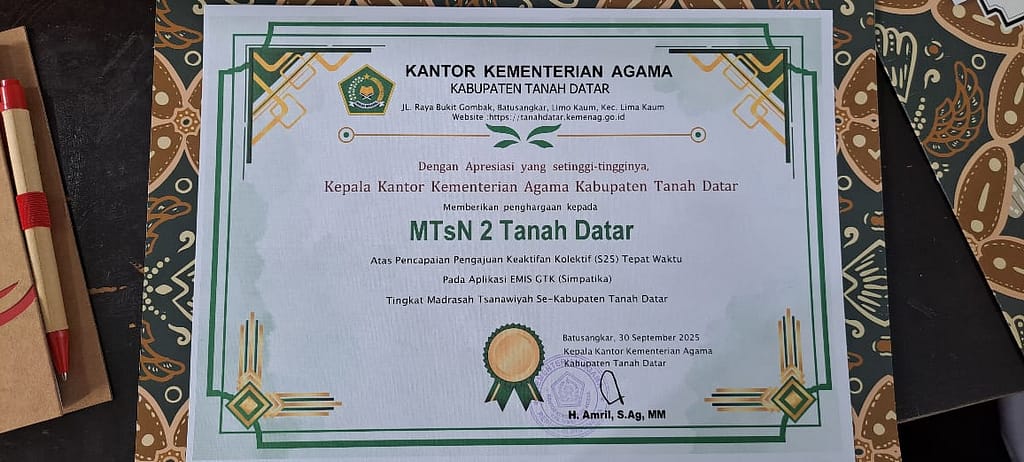 KANTOR KEMENTERIAN AGAMA
KABUPATEN TANAH DATAR
JL. Raya Bukit Gombak, Batusangkar, Limo Kaum, Kec. Lima Kaum
Website :https://tanahdatar.kemenag.go.id
Dengan Apresiasi yang setinggi-tingginya,
Kepala Kantor Kementerian Agama Kabupaten Tanah Datar
Memberikan penghargaan kepada
MTsN 2 Tanah Datar
Atas Pencapaian Pengajuan Keaktifan Kolektif (S25) Tepat Waktu
Pada Aplikasi EMIS GTK (Simpatika)
Tingkat Madrasah Tsanawiyah Se-Kabupaten Tanah Datar
Batusangkar, 30 September 2025
Kepala Kantor Kementerian Agama
Kabupaten Tanah Datar
H. Amril, S.Ag, MM